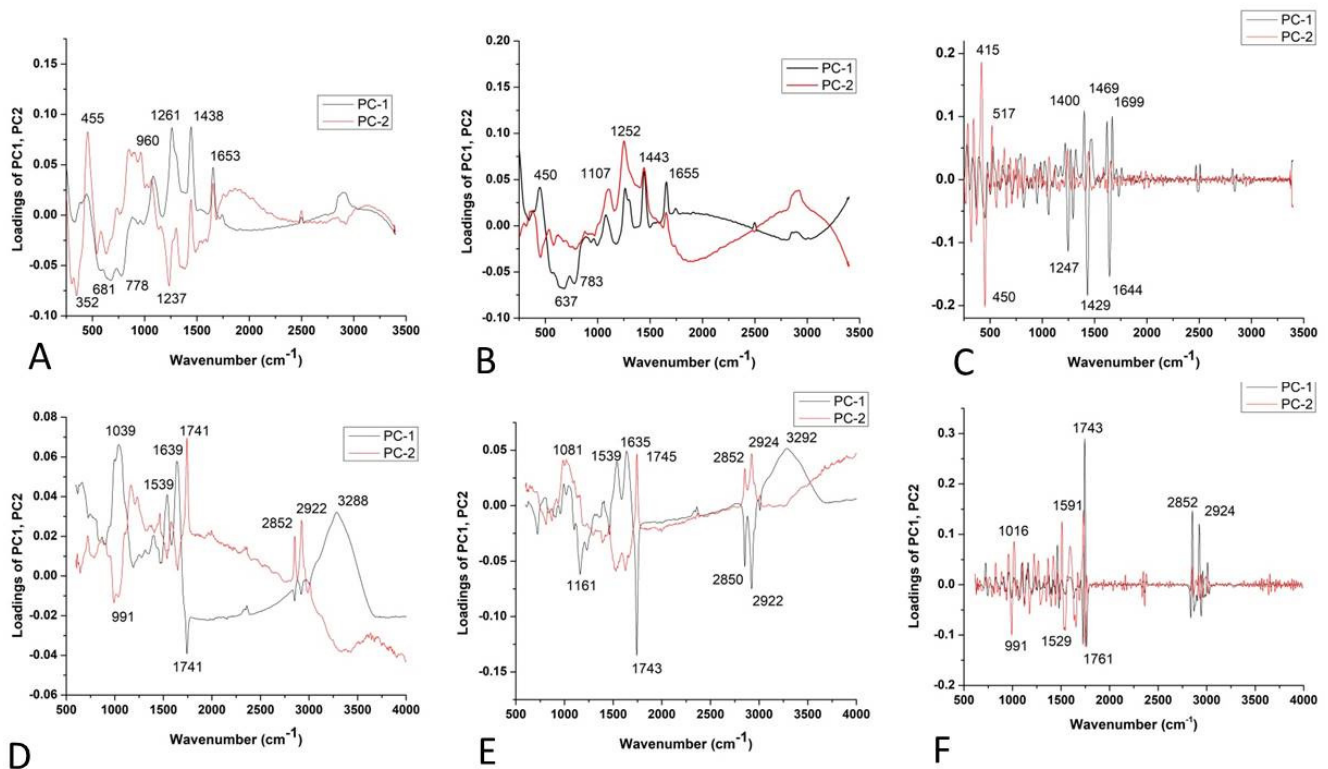 0.20
0.15
0.10
0.05
0.00
-0.05
-0.10
Loadings of PC1, PC2
PC-1
PC-2
455
960
1261
1438
1653
352
681
778
1237
500 1000 1500 2000 2500 3000 3500
Wavenumber (cm-1)
A
0.20
0.15
0.10
0.05
0.00
-0.05
-0.10
Loadings of PC1, PC2
PC-1
PC-2
450
1107
1252
1443
1655
637
783
500 1000 1500 2000 2500 3000 3500
Wavenumber (cm-1)
B
0.2
0.1
0.0
-0.1
-0.2
Loadings of PC1, PC2
PC-1
PC-2
415
517
1400
1469
1699
450
1247
1429
1644
500 1000 1500 2000 2500 3000 3500
Wavenumber (cm-1)
C
0.08
0.06
0.04
0.02
0.00
-0.02
-0.04
-0.06
Loadings of PC1, PC2
PC-1
PC-2
1039
1539
1639
1741
2852
2922
3288
991
1741
500 1000 1500 2000 2500 3000 3500 4000
Wavenumber (cm-1)
D
0.05
0.00
-0.05
-0.10
-0.15
Loadings of PC1, PC2
PC-1
PC-2
1081
1539
1635
1745
2852
2924
3292
1161
1743
2850
2922
500 1000 1500 2000 2500 3000 3500 4000
Wavenumber (cm-1)
E
0.3
0.2
0.1
0.0
-0.1
-0.2
Loadings of PC1, PC2
PC-1
PC-2
1016
1591
1743
2852
2924
991
1529
1761
500 1000 1500 2000 2500 3000 3500 4000
Wavenumber (cm-1)
F